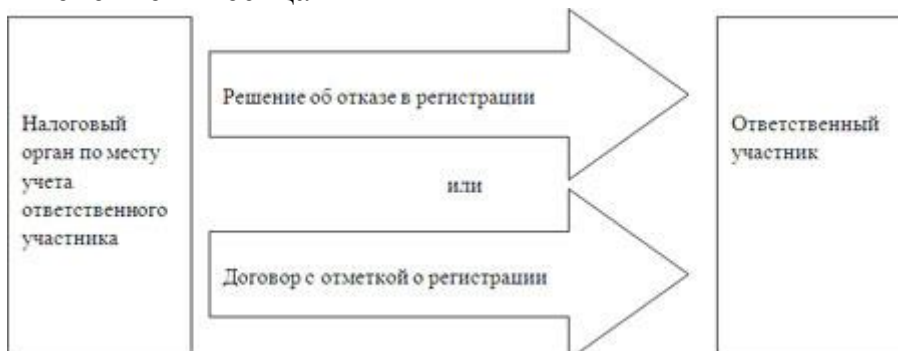 Налоговый
орган по месту
учета
ответственного
участника
Решение об отказе в регистрации
или
Договор с отметкой о регистрации
Ответственный
участник